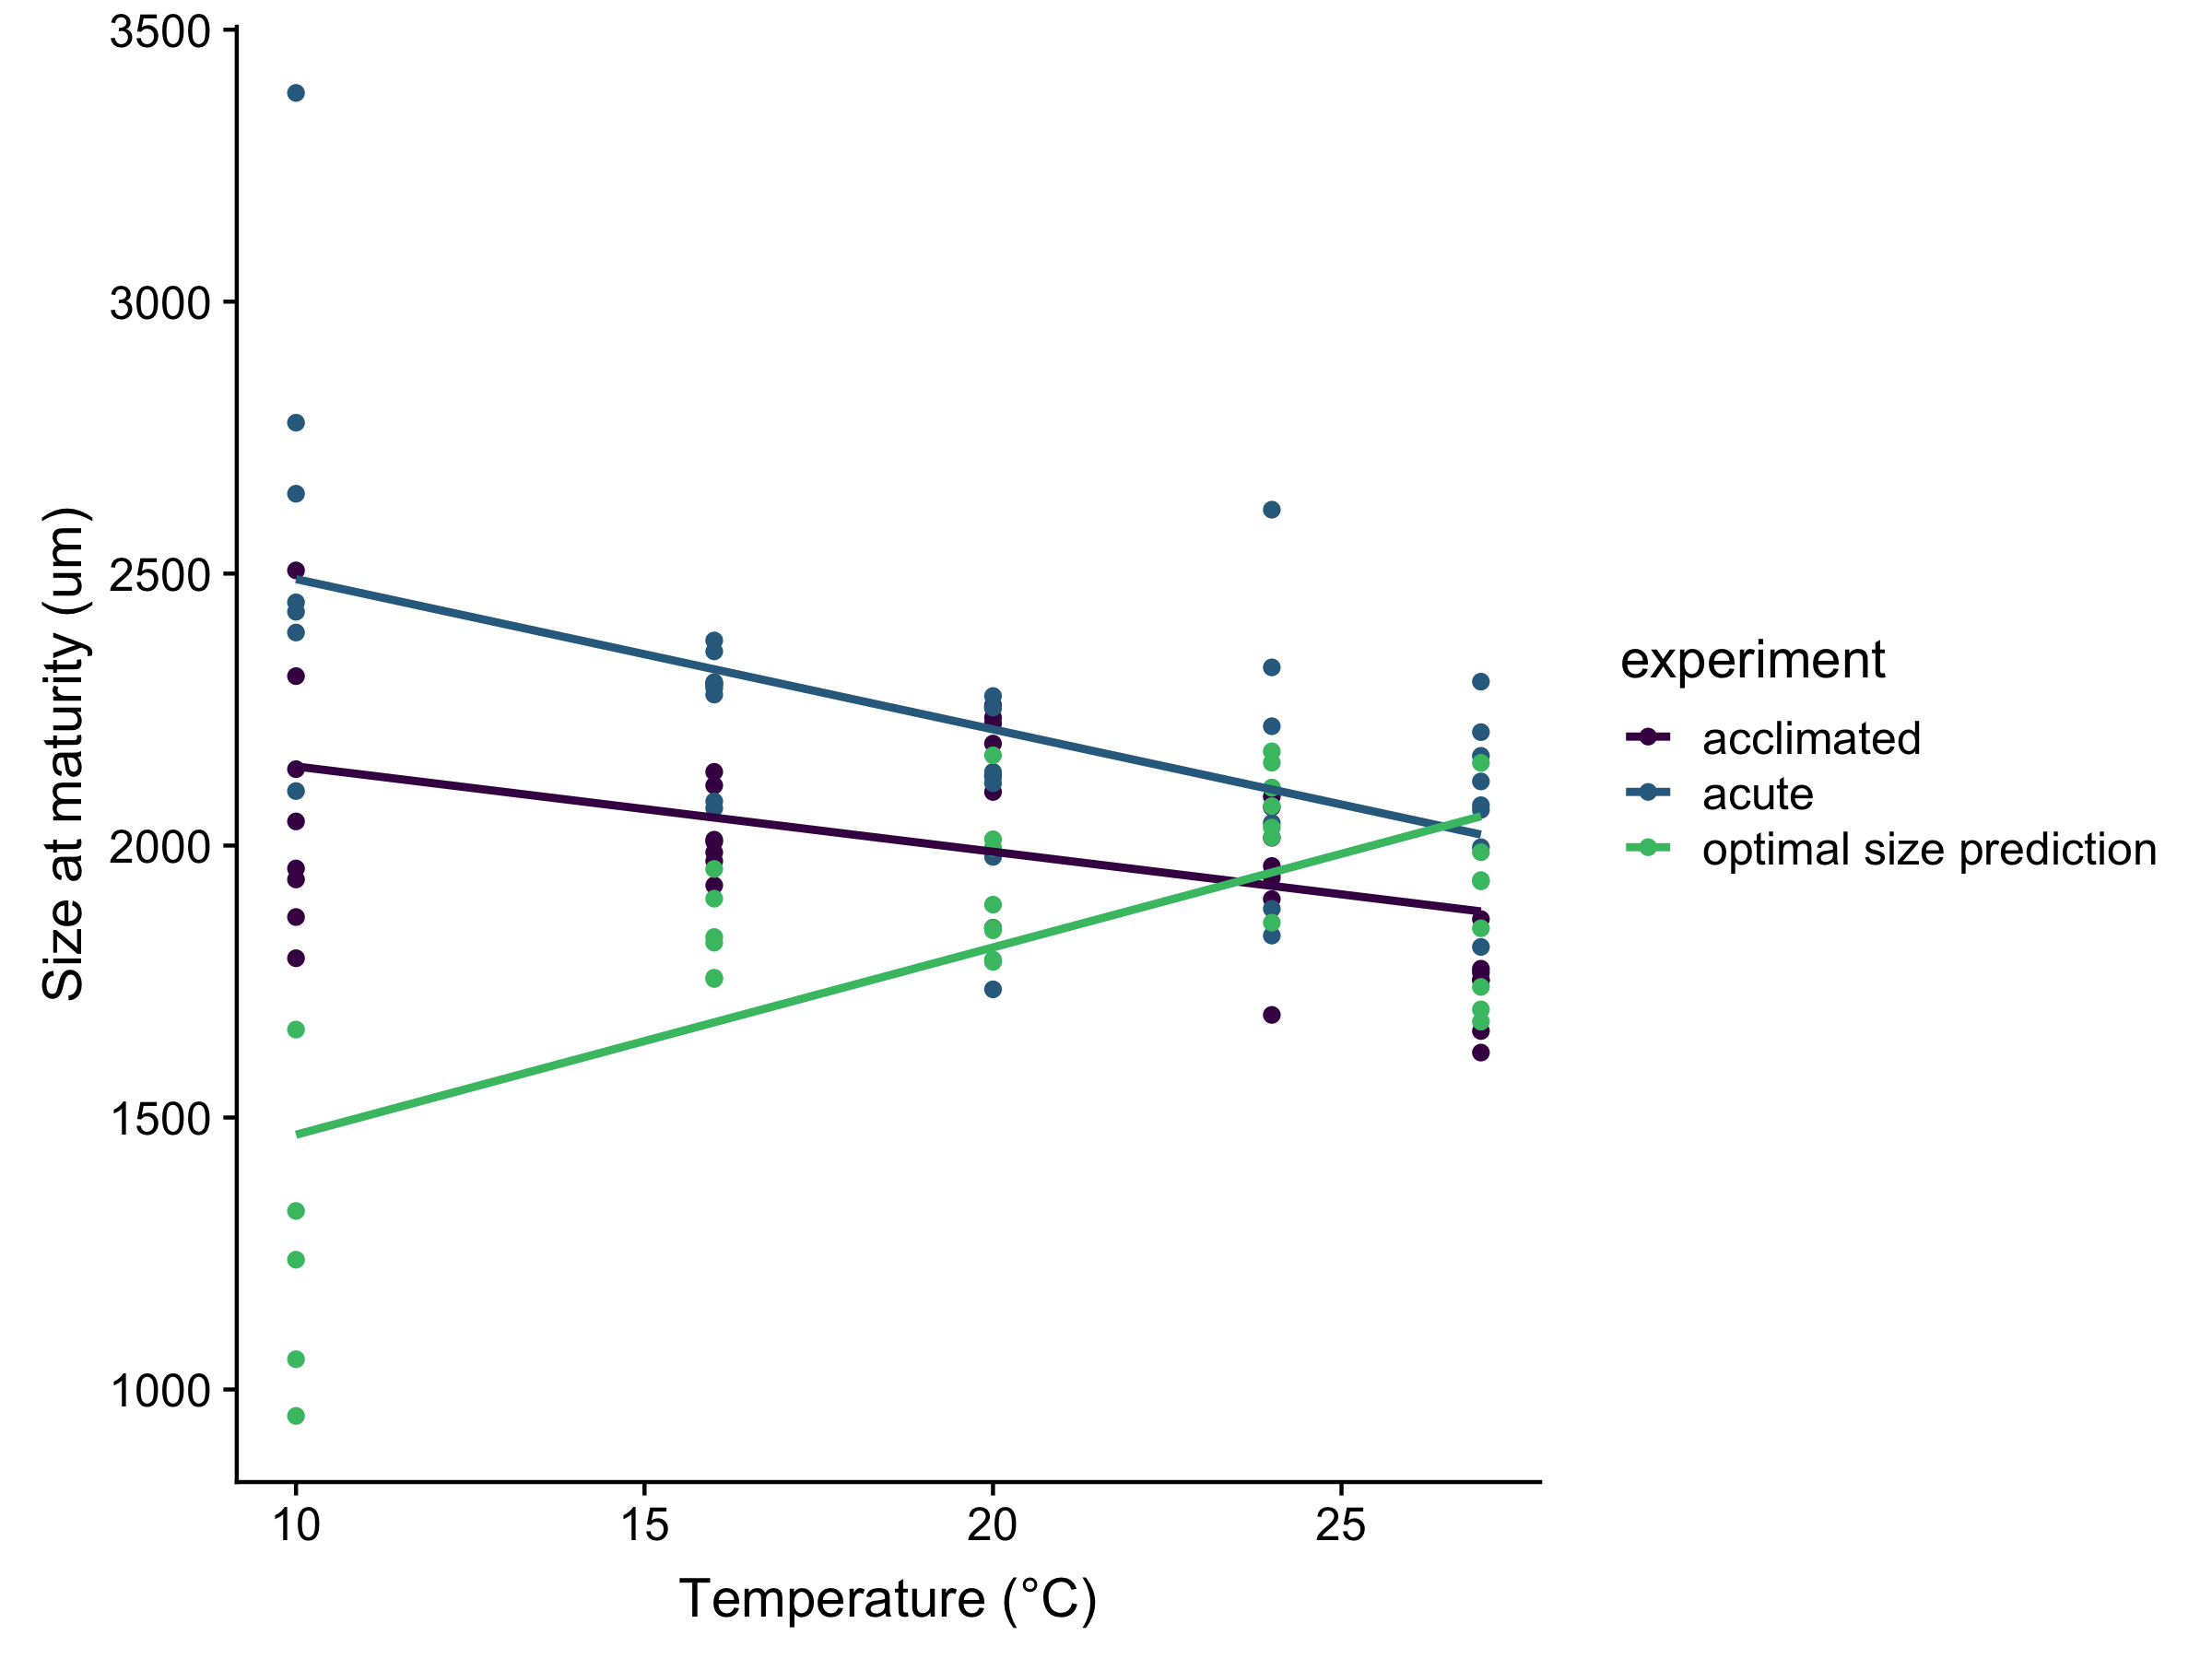 3500
3000
2500
2000
1500
1000
Size at maturity (um)
10 15 20 25
Temperature (°C)
experiment
acclimated
acute
optimal size prediction